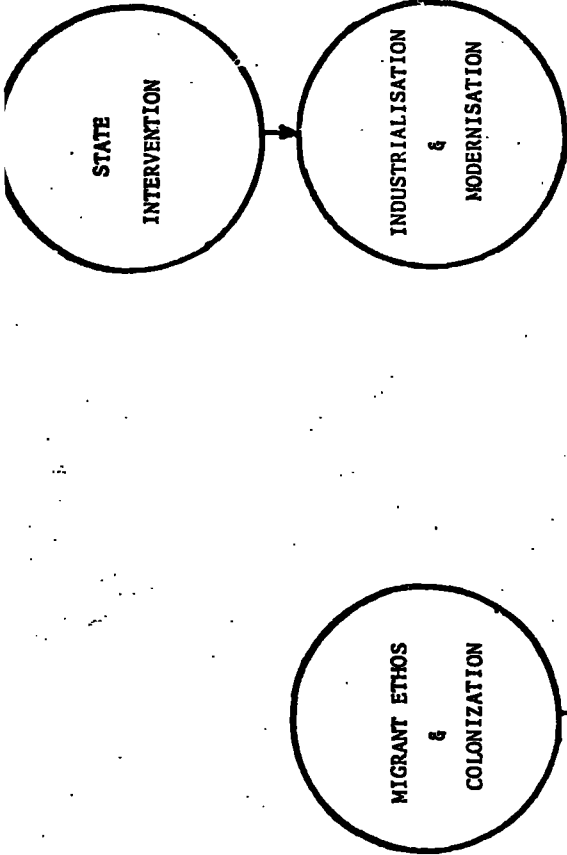 STATE
INTERVENTION
MIGRANT ETHOS
&
COLONIZATION
INDUSTRIALISATION
&
MODERNISATION